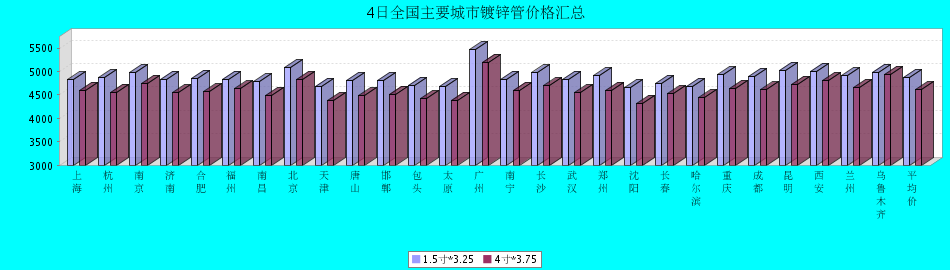 4日全国主要城市镀锌管价格汇总
5500
5000
4500
4000
3500
3000
上海 杭州 南京 济南 合肥 福州 南昌 北京 天津 唐山 邯郸 包头 太原 广州 南宁 长沙 武汉 郑州 沈阳 长春 哈尔滨 重庆 成都 昆明 西安 兰州 乌鲁木齐 平均价
1.5寸*3.25 4寸*3.75